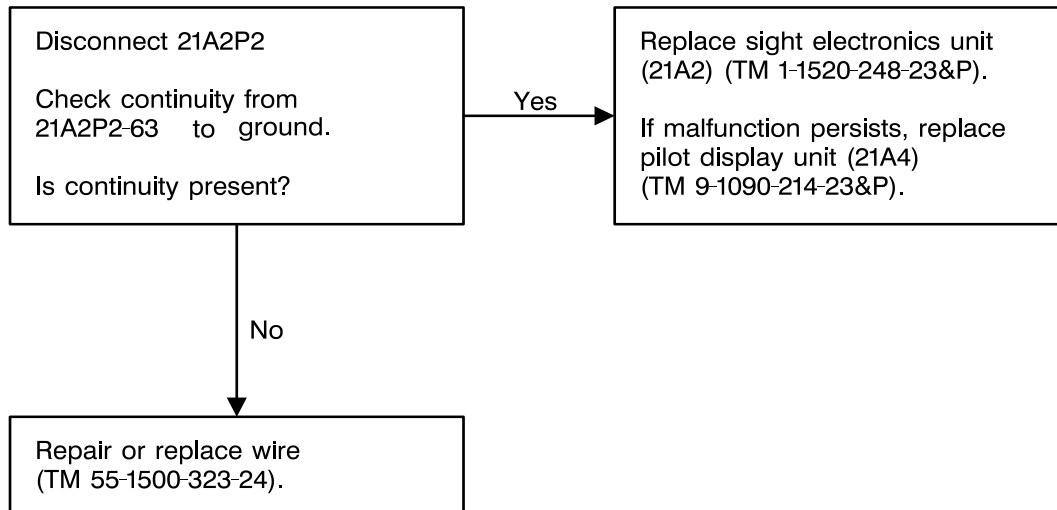 Disconnect 21A2P2
Check continuity from
21A2P2-63 to ground.
Is continuity present?
Yes
Replace sight electronics unit
(21A2) (TM 1-1520-248-23&P).
If malfunction persists, replace
pilot display unit (21A4)
(TM 9-1090-214-23&P).
No
Repair or replace wire
(TM 55-1500-323-24).